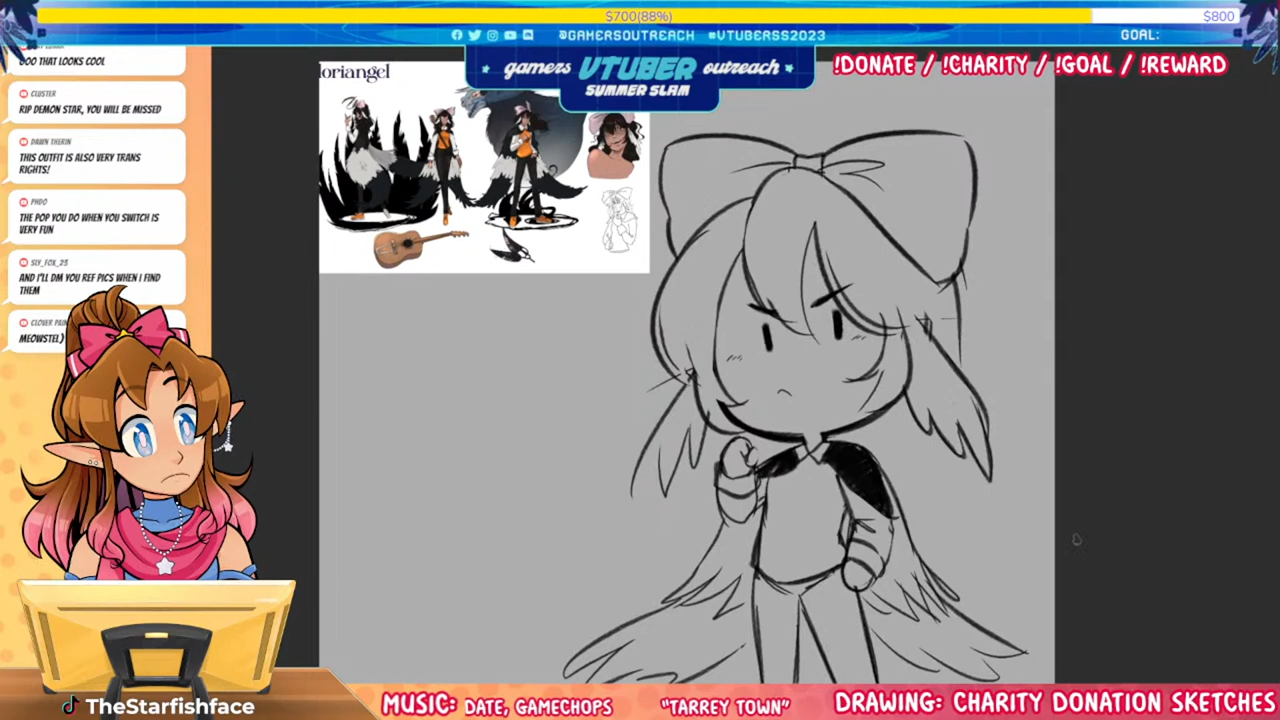 $700(88%)
$800
@GAMERSOUTREACH
#VTUBERSS2023
GOAL:
gamers VTUBER outreach
SUMMER SLAM
!DONATE / !CHARITY / !GOAL / !REWARD
loriangel
OOO THAT LOOKS COOL
CLUSTER
RIP DEMON STAR, YOU WILL BE MISSED
DAWN THERIN
THIS OUTFIT IS ALSO VERY TRANS
RIGHTS!
PHDO
THE POP YOU DO WHEN YOU SWITCH IS
VERY FUN
SLY_FOX_23
AND I'LL DM YOU REF PICS WHEN I FIND
THEM
CLOVER
MEOWSTEL)
TheStarfishface
MUSIC: DATE, GAMECHOPS "TARREY TOWN"
DRAWING: CHARITY DONATION SKETCHES